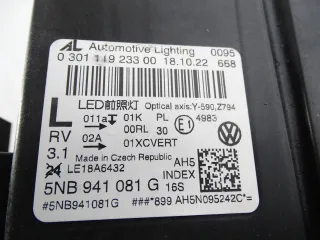 AL Automotive Lighting 0095
0 301 119 233 00 18.10.22 668
LED前照灯 Optical axis:Y-590,Z794
L 011a 01K PL E1 4983
00RL 30
RV 02A 01XCVERT
3.1 Made in Czech Republic AH5
24 LE18A6432 INDEX
5NB 941 081 G 16S
#5NB941081G ###*899 AH5N095242C*=